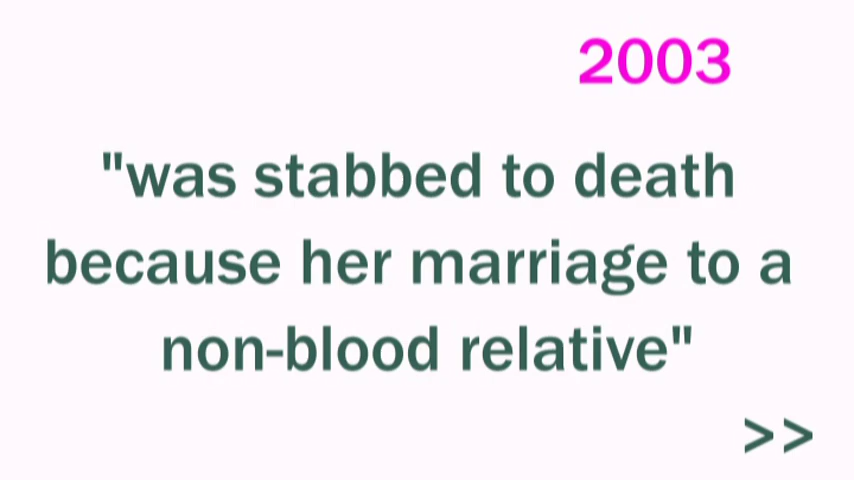 2003
"was stabbed to death
because her marriage to a
non-blood relative"
>>